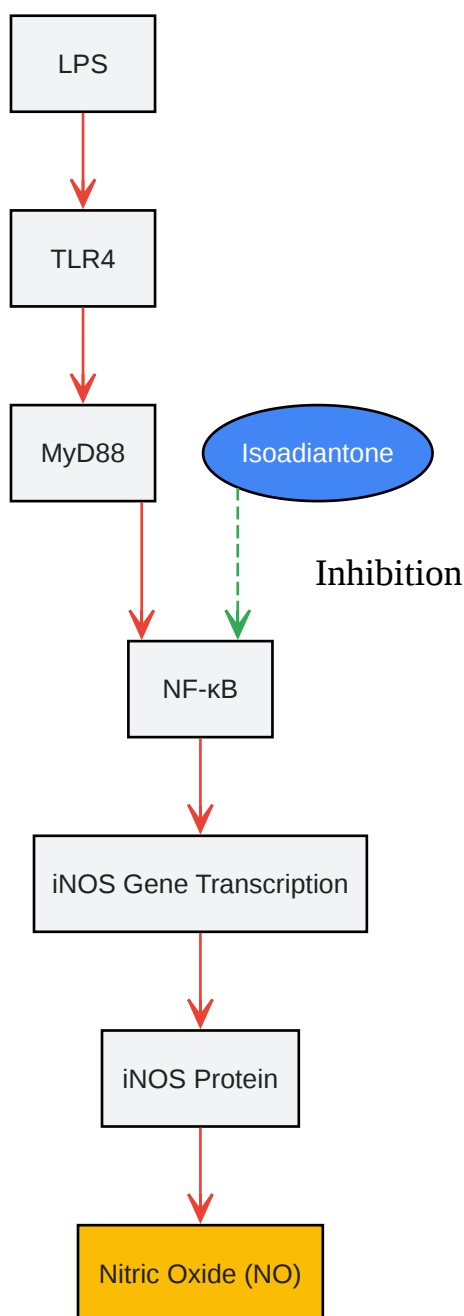 LPS
TLR4
MyD88
Isoadiantone
Inhibition
NF-κB
iNOS Gene Transcription
iNOS Protein
Nitric Oxide (NO)